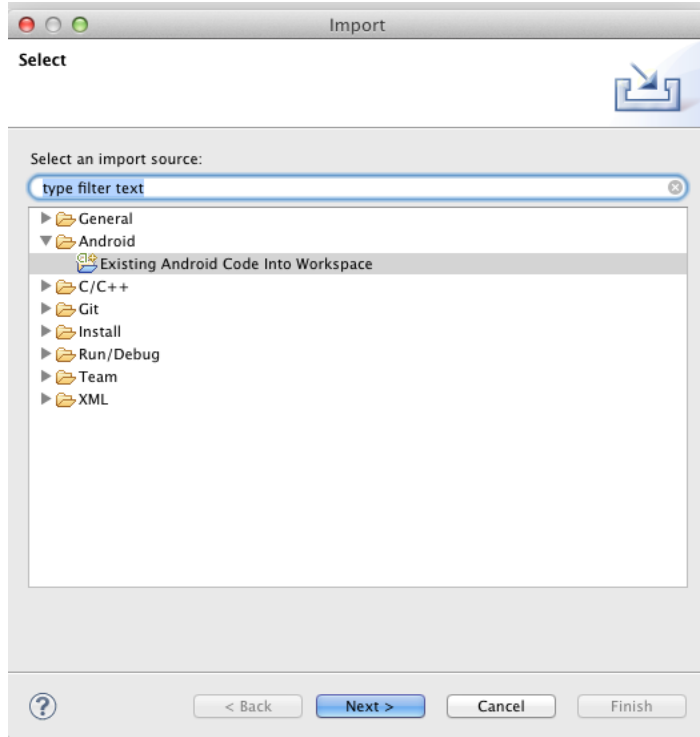 Import
Select
Select an import source:
type filter text
General
Android
Existing Android Code Into Workspace
C/C++
Git
Install
Run/Debug
Team
XML
? < Back Next > Cancel Finish